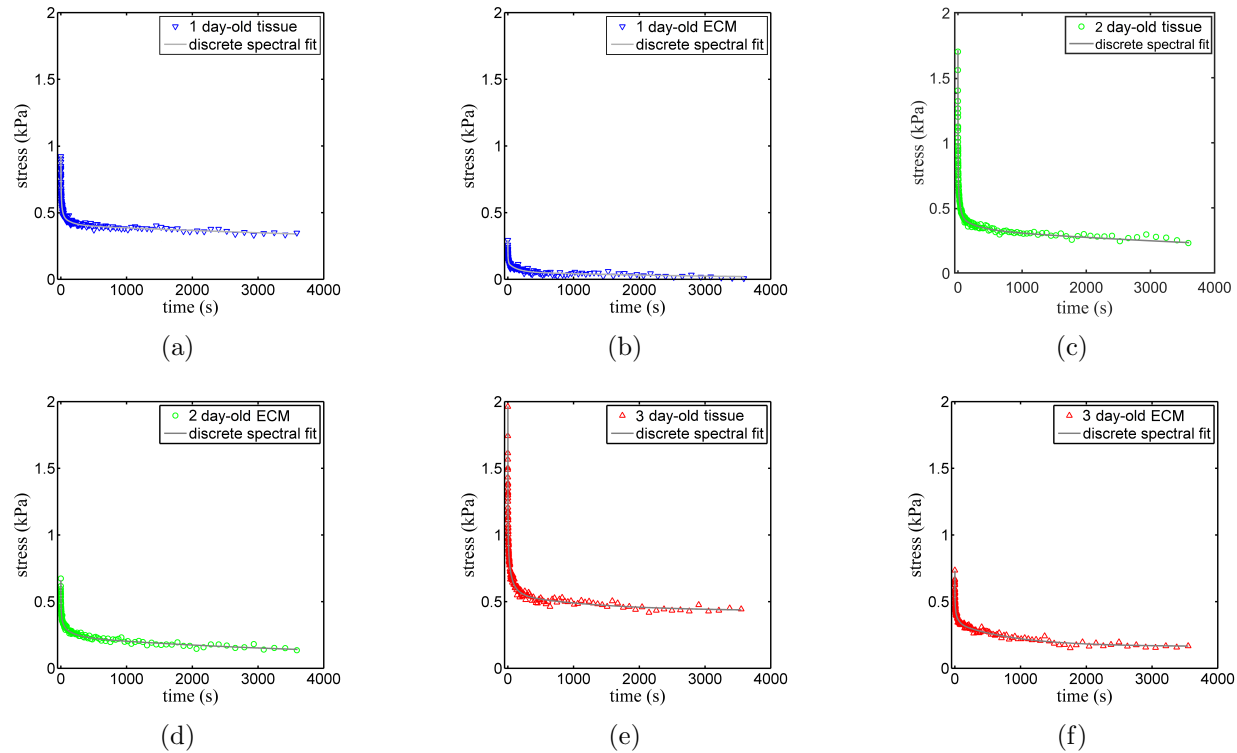 2
1.5
1
0.5
0
0 1000 2000 3000 4000
stress (kPa)
time (s)
1 day-old tissue
discrete spectral fit
(a)
2
1.5
1
0.5
0
0 1000 2000 3000 4000
stress (kPa)
time (s)
1 day-old ECM
discrete spectral fit
(b)
2
1.5
1
0.5
0
0 1000 2000 3000 4000
stress (kPa)
time (s)
2 day-old tissue
discrete spectral fit
(c)
2
1.5
1
0.5
0
0 1000 2000 3000 4000
stress (kPa)
time (s)
2 day-old ECM
discrete spectral fit
(d)
2
1.5
1
0.5
0
0 1000 2000 3000 4000
stress (kPa)
time (s)
3 day-old tissue
discrete spectral fit
(e)
2
1.5
1
0.5
0
0 1000 2000 3000 4000
stress (kPa)
time (s)
3 day-old ECM
discrete spectral fit
(f)